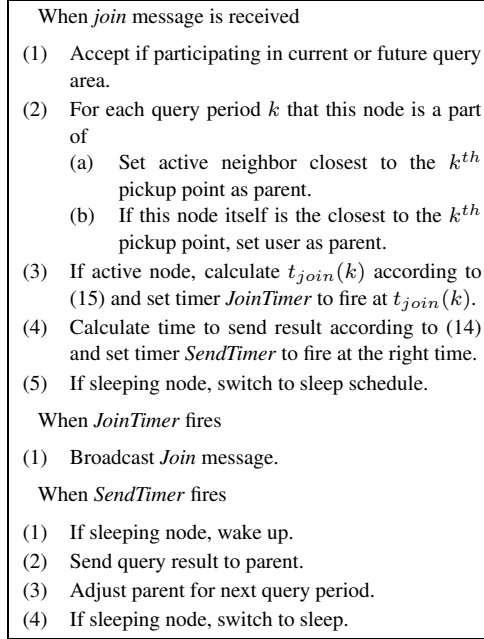 When join message is received
(1) Accept if participating in current or future query
area.
(2) For each query period k that this node is a part
of
(a) Set active neighbor closest to the k^th
pickup point as parent.
(b) If this node itself is the closest to the k^th
pickup point, set user as parent.
(3) If active node, calculate t_join(k) according to
(15) and set timer JoinTimer to fire at t_join(k).
(4) Calculate time to send result according to (14)
and set timer SendTimer to fire at the right time.
(5) If sleeping node, switch to sleep schedule.
When JoinTimer fires
(1) Broadcast Join message.
When SendTimer fires
(1) If sleeping node, wake up.
(2) Send query result to parent.
(3) Adjust parent for next query period.
(4) If sleeping node, switch to sleep.